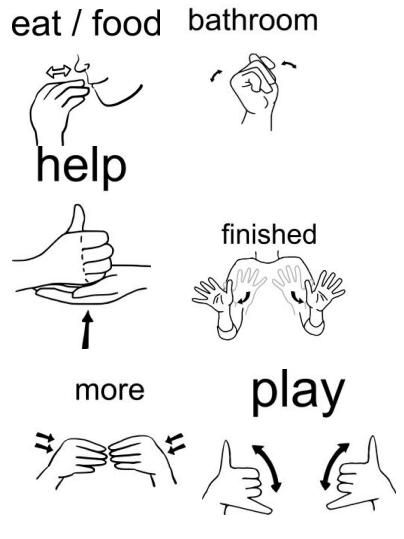 eat / food
bathroom
help
finished
more
play